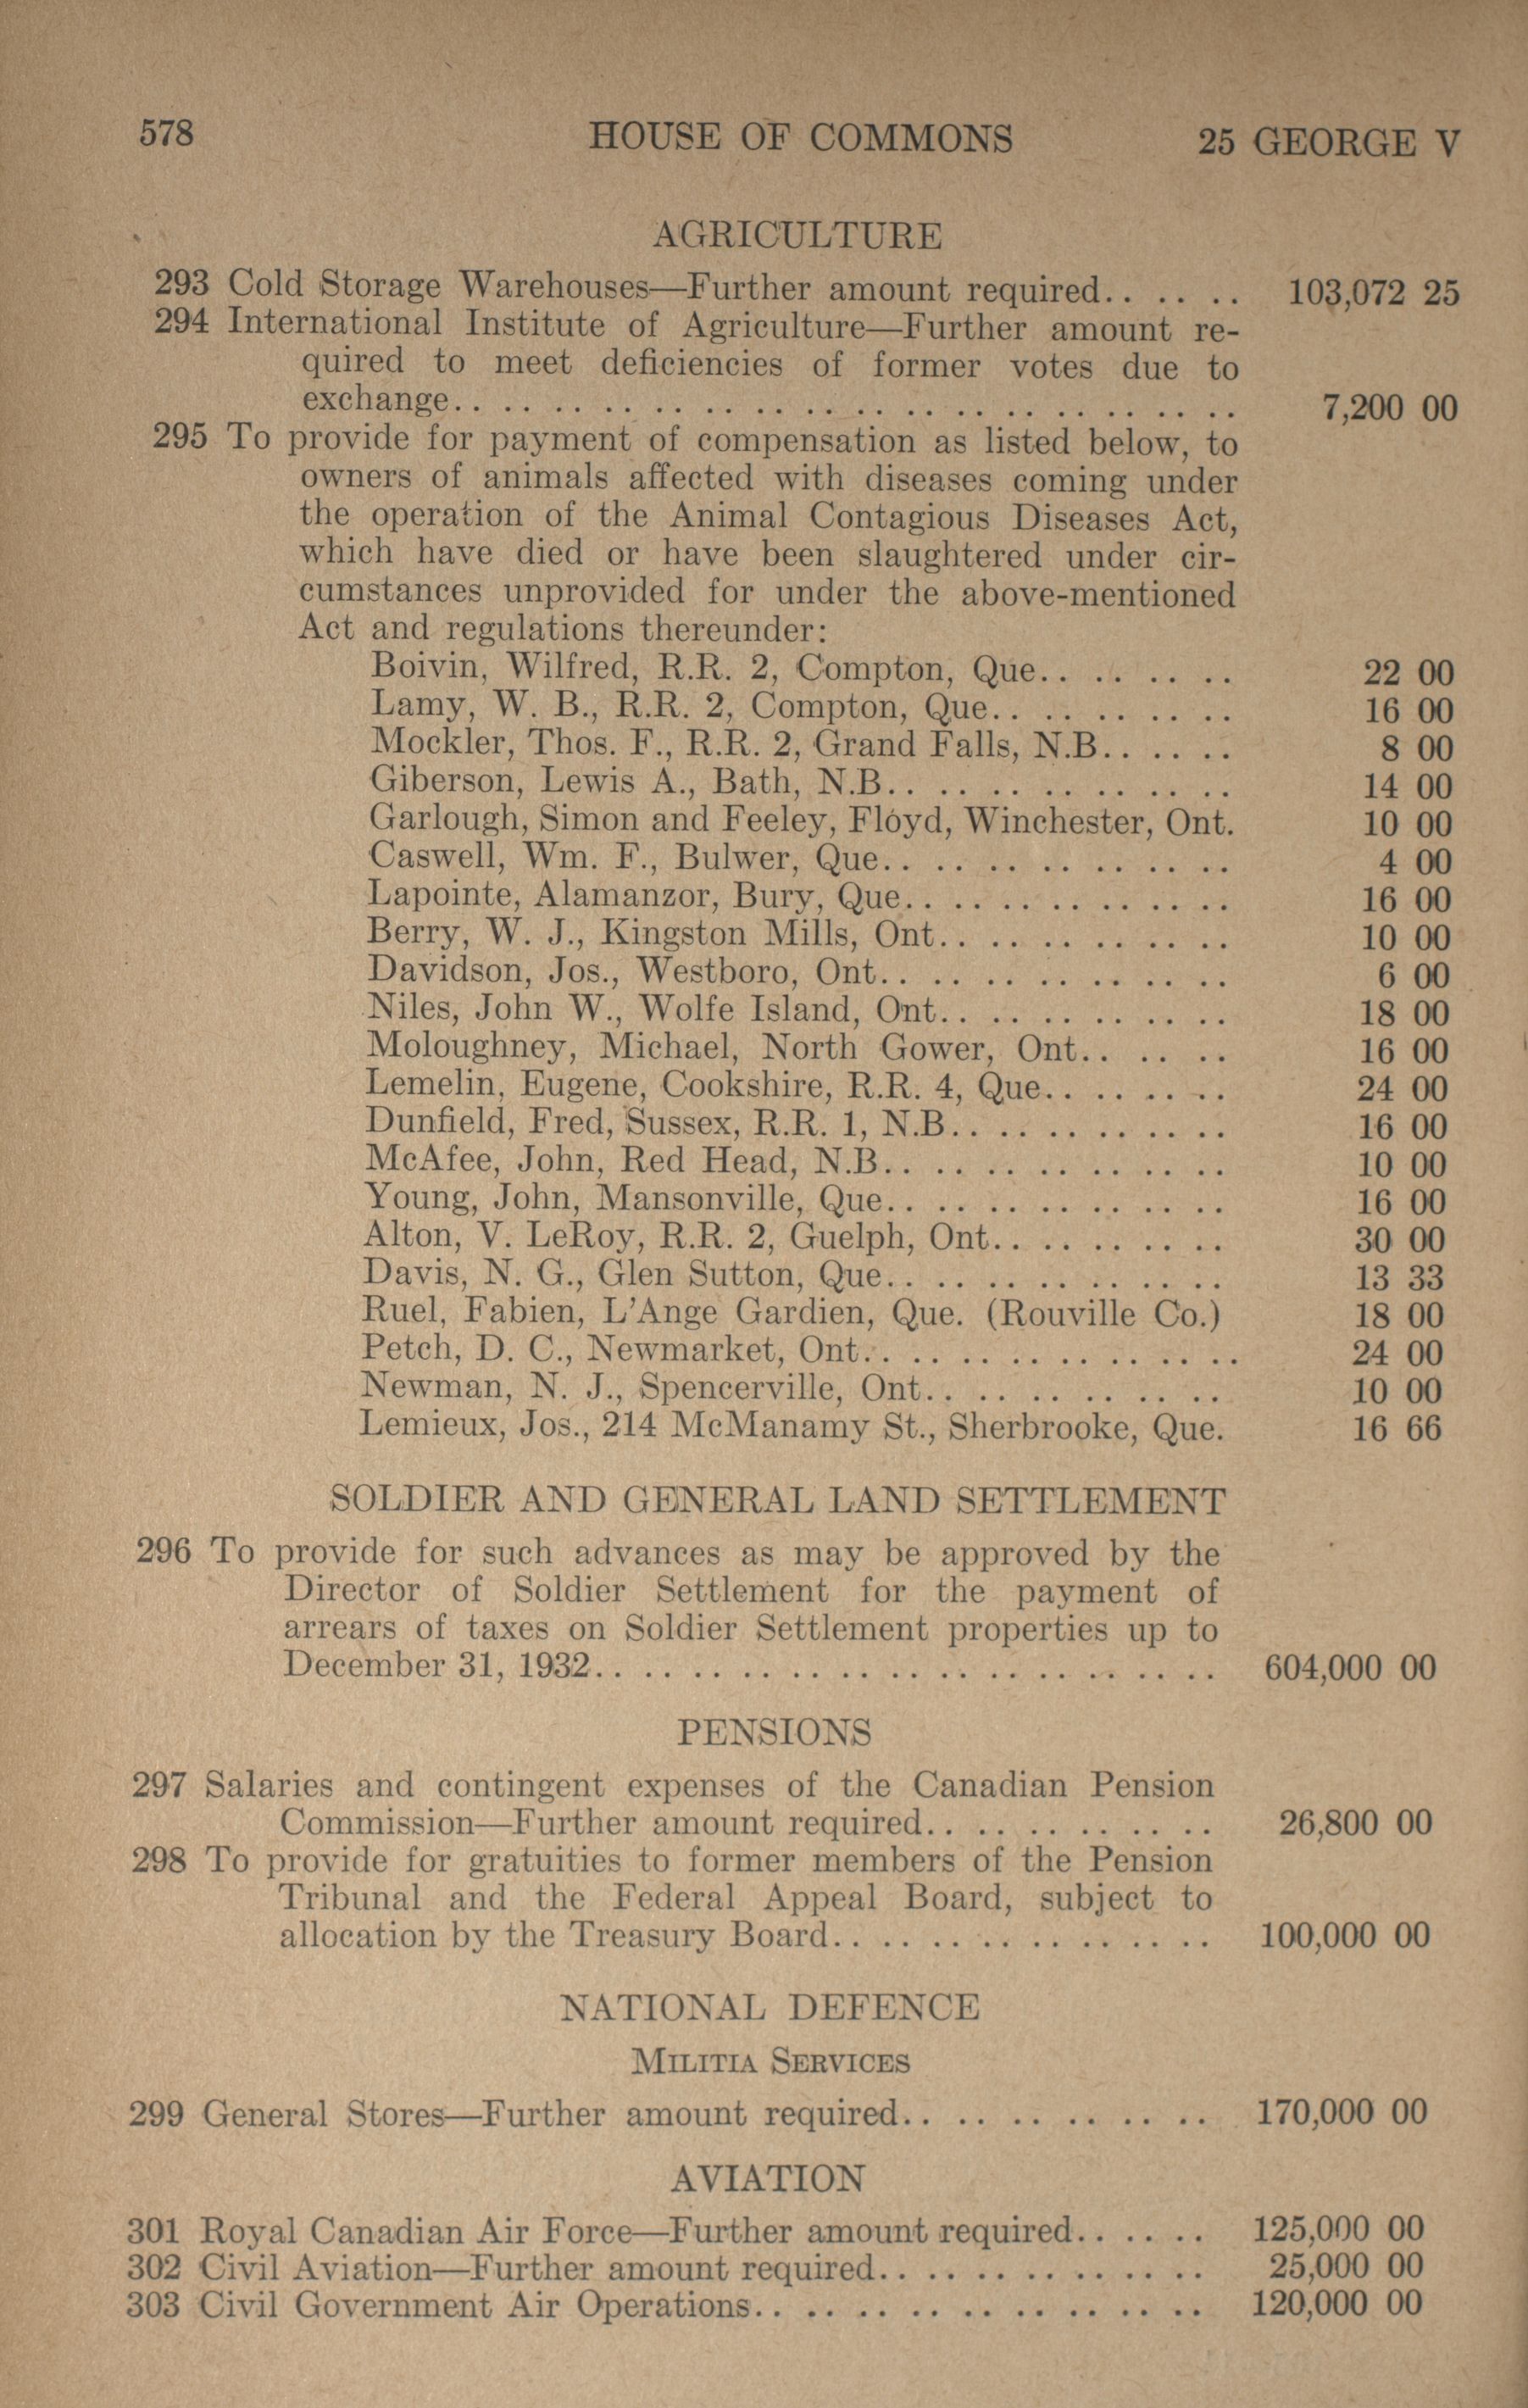 578 HOUSE OF COMMONS 25 GEORGE V
AGRICULTURE
293 Cold Storage Warehouses—Further amount required. . . . . . 103,072 25
294 International Institute of Agriculture—Further amount re-
quired to meet deficiencies of former votes due to
exchange. . . . . . . . . . . . . . . . . . . . . . . . . . . . . . . . 7,200 00
295 To provide for payment of compensation as listed below, to
owners of animals affected with diseases coming under
the operation of the Animal Contagious Diseases Act,
which have died or have been slaughtered under cir-
cumstances unprovided for under the above-mentioned
Act and regulations thereunder:
Boivin, Wilfred, R.R. 2, Compton, Que. . . . . . . . 22 00
Lamy, W. B., R.R. 2, Compton, Que. . . . . . . . . . 16 00
Mockler, Thos. F., R.R. 2, Grand Falls, N.B. . . . . . 8 00
Giberson, Lewis A., Bath, N.B. . . . . . . . . . . . . . 14 00
Garlough, Simon and Feeley, Floyd, Winchester, Ont. 10 00
Caswell, Wm. F., Bulwer, Que. . . . . . . . . . . . . . 4 00
Lapointe, Alamanzor, Bury, Que. . . . . . . . . . . . . 16 00
Berry, W. J., Kingston Mills, Ont. . . . . . . . . . . . 10 00
Davidson, Jos., Westboro, Ont. . . . . . . . . . . . . . 6 00
Niles, John W., Wolfe Island, Ont. . . . . . . . . . . . 18 00
Moloughney, Michael, North Gower, Ont. . . . . . 16 00
Lemelin, Eugene, Cookshire, R.R. 4, Que. . . . . . . . 24 00
Dunfield, Fred, Sussex, R.R. 1, N.B. . . . . . . . . . . 16 00
McAfee, John, Red Head, N.B. . . . . . . . . . . . . . 10 00
Young, John, Mansonville, Que. . . . . . . . . . . . . . 16 00
Alton, V. LeRoy, R.R. 2, Guelph, Ont. . . . . . . . . . 30 00
Davis, N. G., Glen Sutton, Que. . . . . . . . . . . . . . 13 33
Ruel, Fabien, L'Ange Gardien, Que. (Rouville Co.) 18 00
Petch, D. C., Newmarket, Ont. . . . . . . . . . . . . . . . 24 00
Newman, N. J., Spencerville, Ont. . . . . . . . . . . . 10 00
Lemieux, Jos., 214 McManamy St., Sherbrooke, Que. 16 66
SOLDIER AND GENERAL LAND SETTLEMENT
296 To provide for such advances as may be approved by the
Director of Soldier Settlement for the payment of
arrears of taxes on Soldier Settlement properties up to
December 31, 1932. . . . . . . . . . . . . . . . . . . . . . . . . 604,000 00
PENSIONS
297 Salaries and contingent expenses of the Canadian Pension
Commission—Further amount required. . . . . . . . . . . . 26,800 00
298 To provide for gratuities to former members of the Pension
Tribunal and the Federal Appeal Board, subject to
allocation by the Treasury Board. . . . . . . . . . . . . . . . 100,000 00
NATIONAL DEFENCE
MILITIA SERVICES
299 General Stores—Further amount required. . . . . . . . . . . . 170,000 00
AVIATION
301 Royal Canadian Air Force—Further amount required. . . . . . 125,000 00
302 Civil Aviation—Further amount required. . . . . . . . . . . . . . 25,000 00
303 Civil Government Air Operations. . . . . . . . . . . . . . . . . . 120,000 00